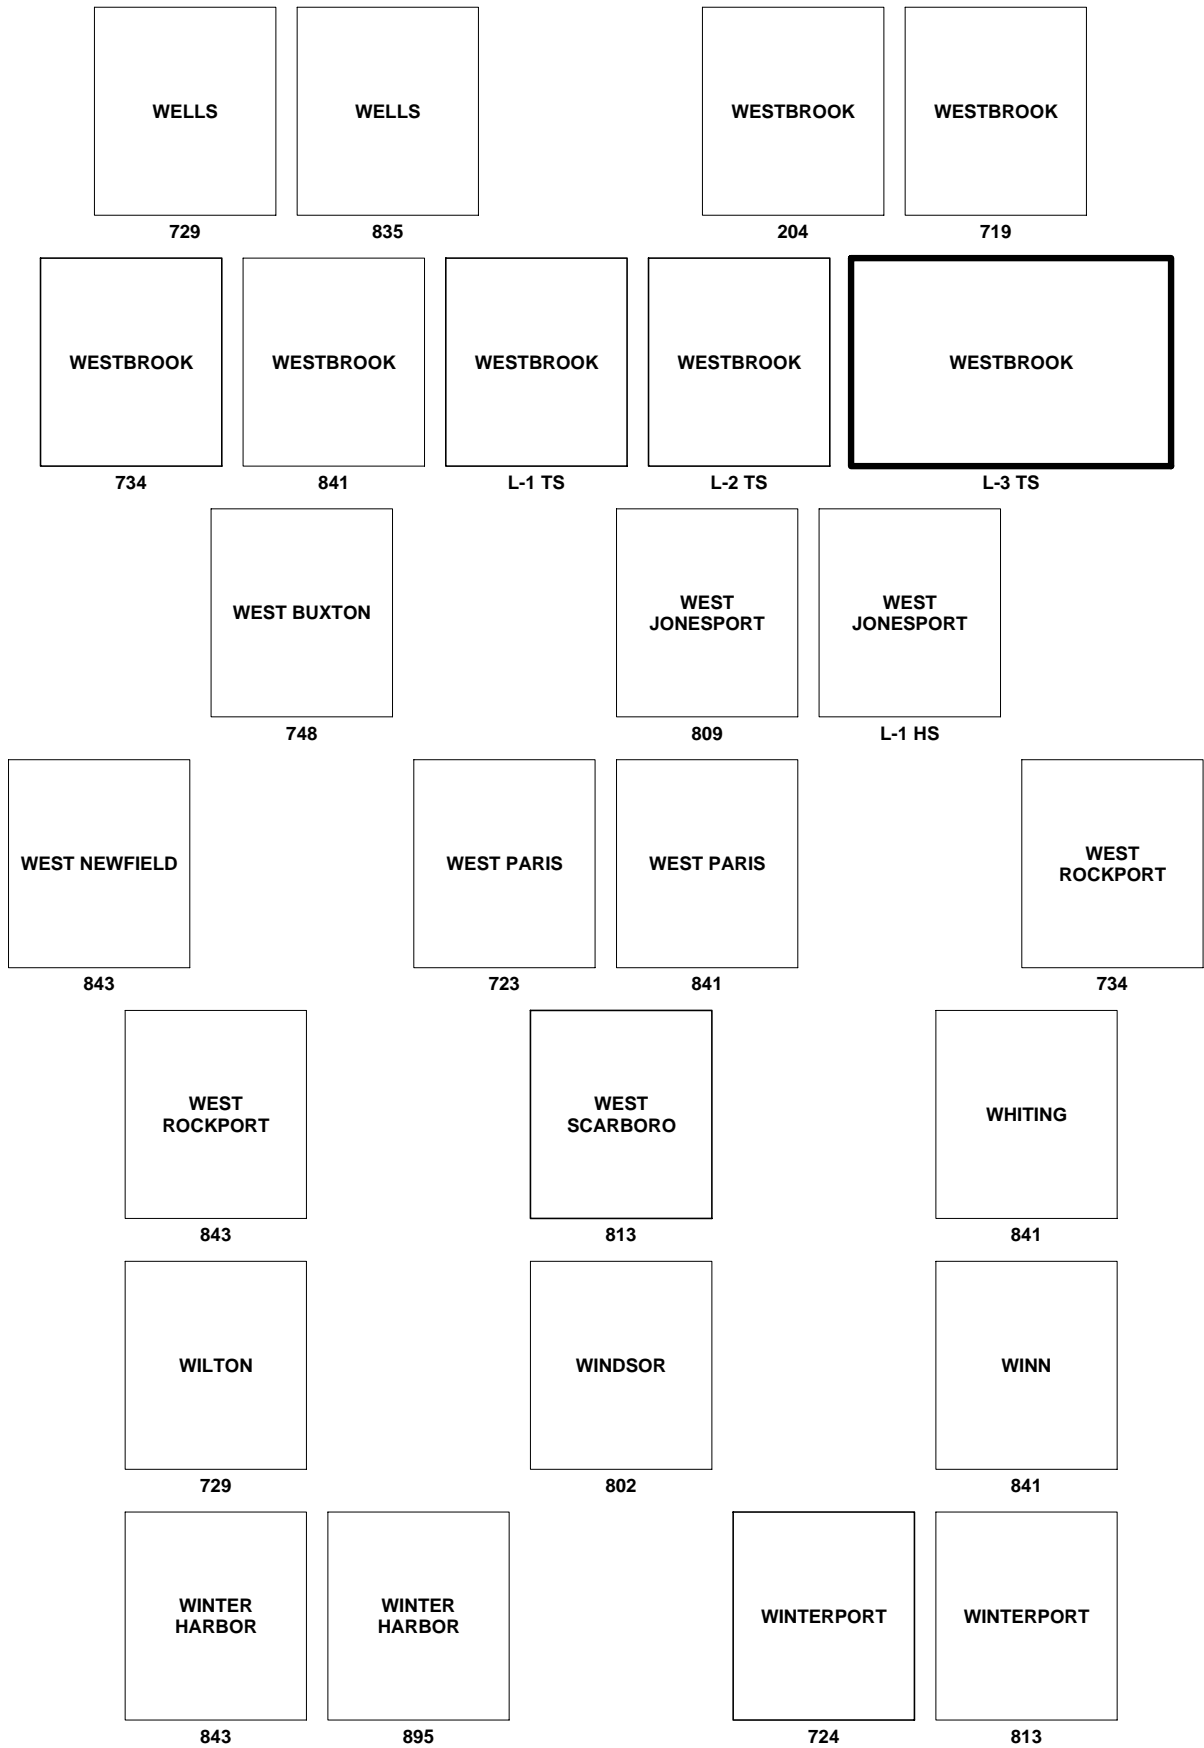 WELLS
WELLS
WESTBROOK
WESTBROOK
729
835
204
719
WESTBROOK
WESTBROOK
WESTBROOK
WESTBROOK
WESTBROOK
734
841
L-1 TS
L-2 TS
L-3 TS
WEST BUXTON
WEST
JONESPORT
WEST
JONESPORT
748
809
L-1 HS
WEST NEWFIELD
WEST PARIS
WEST PARIS
WEST
ROCKPORT
843
723
841
734
WEST
ROCKPORT
WEST
SCARBORO
WHITING
843
813
841
WILTON
WINDSOR
WINN
729
802
841
WINTER
HARBOR
WINTER
HARBOR
WINTERPORT
WINTERPORT
843
895
724
813